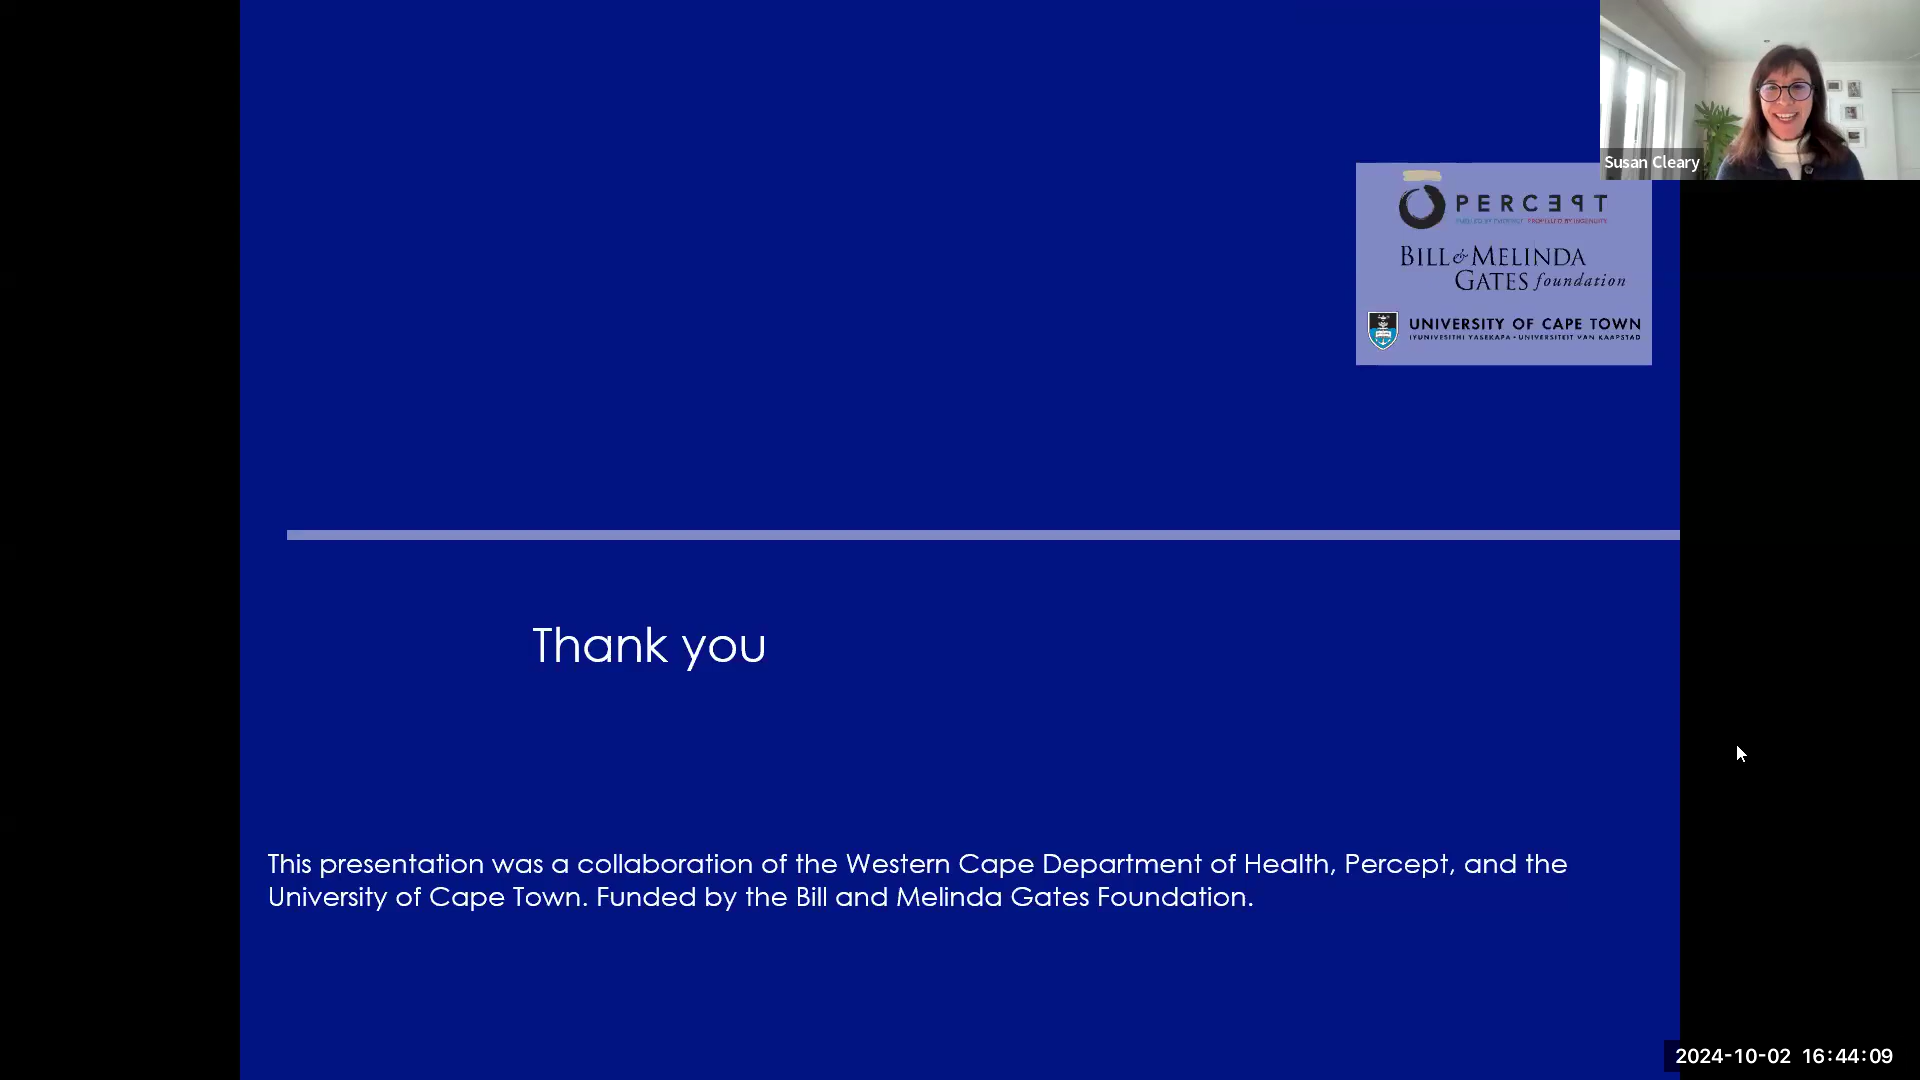 Susan Cleary
PERCEPT
BILL & MELINDA
GATES foundation
UNIVERSITY OF CAPE TOWN
IYUNIVESITHI YASEKAPA • UNIVERSITEIT VAN KAAPSTAD
Thank you
This presentation was a collaboration of the Western Cape Department of Health, Percept, and the
University of Cape Town. Funded by the Bill and Melinda Gates Foundation.
2024-10-02 16:44:09